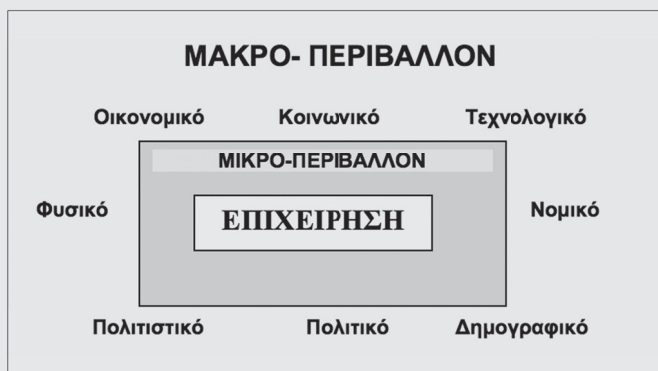 ΜΑΚΡΟ- ΠΕΡΙΒΑΛΛΟΝ
Οικονομικό Κοινωνικό Τεχνολογικό
ΜΙΚΡΟ-ΠΕΡΙΒΑΛΛΟΝ
Φυσικό ΕΠΙΧΕΙΡΗΣΗ Νομικό
Πολιτιστικό Πολιτικό Δημογραφικό